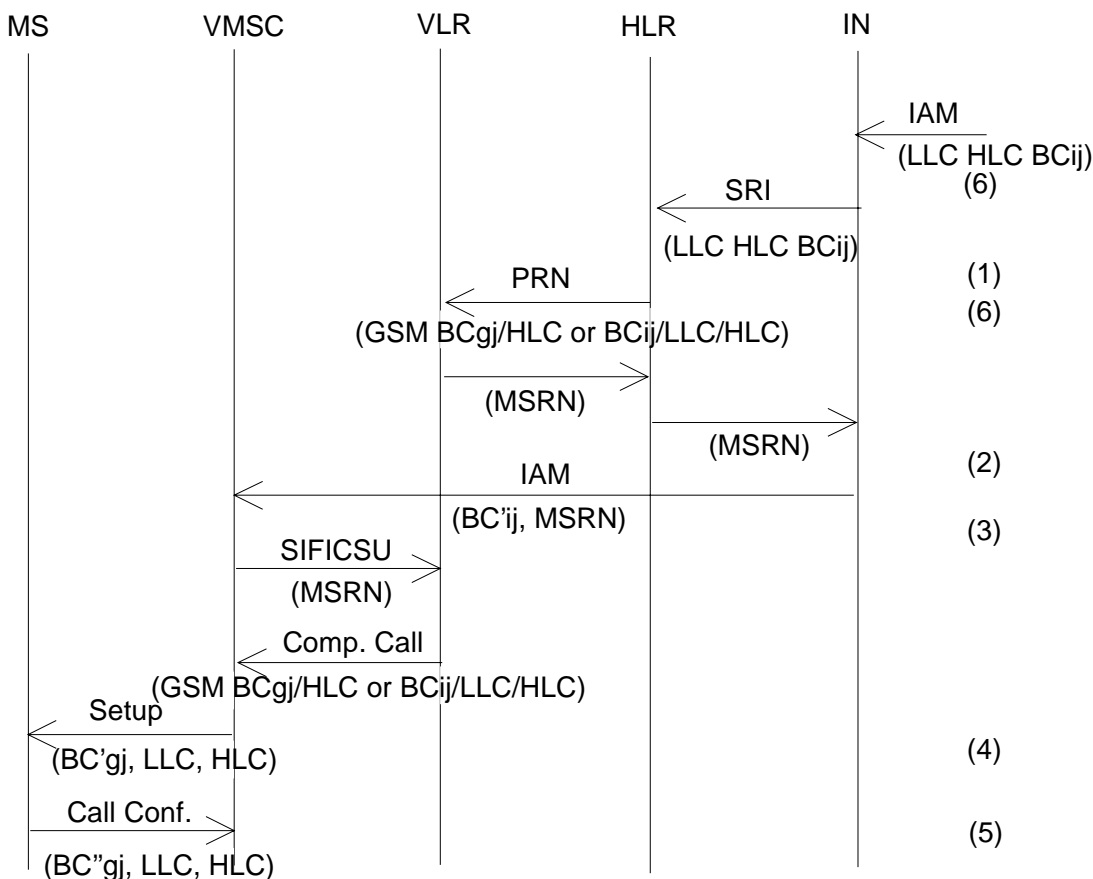 MS VMSC VLR HLR IN
IAM
(LLC HLC BCij)
(6)
SRI
(LLC HLC BCij)
(1)
PRN
(6)
(GSM BCgj/HLC or BCij/LLC/HLC)
(MSRN)
(MSRN)
(2)
IAM
(BC’ij, MSRN)
(3)
SIFICSU
(MSRN)
Comp. Call
(GSM BCgj/HLC or BCij/LLC/HLC)
Setup
(BC’gj, LLC, HLC)
(4)
Call Conf.
(5)
(BC’’gj, LLC, HLC)